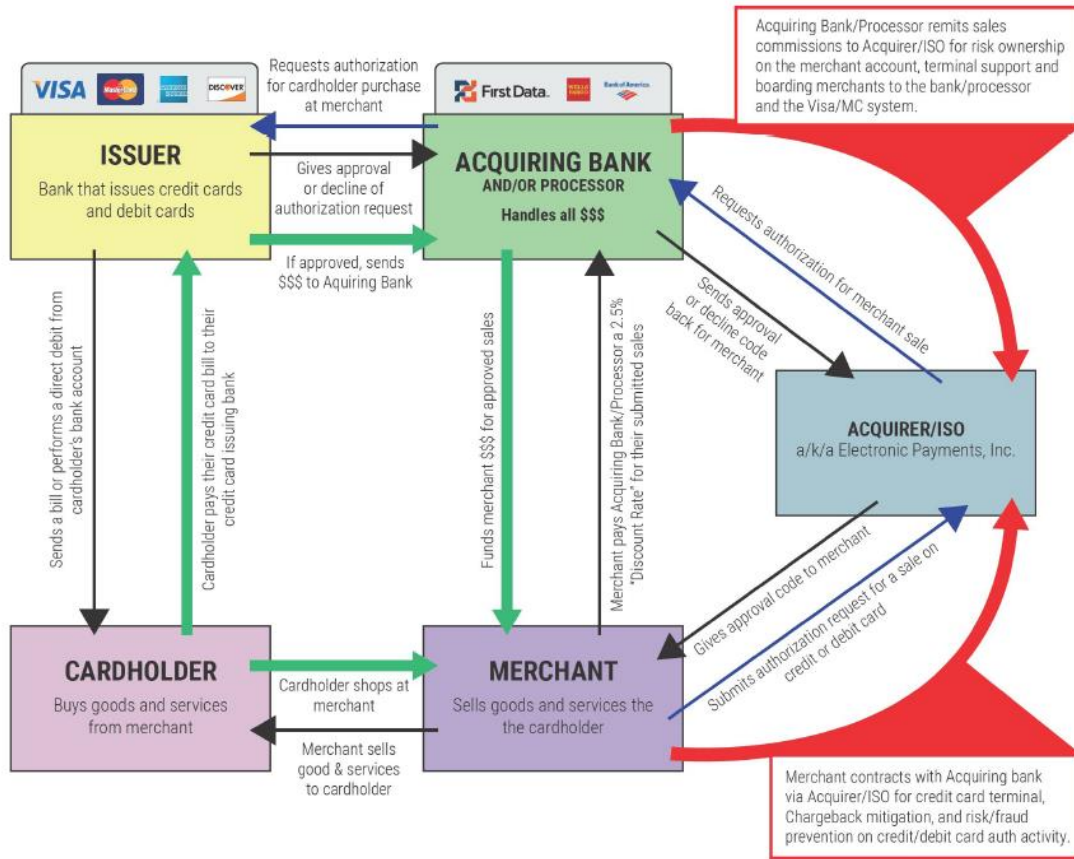 Acquiring Bank/Processor remits sales
commissions to Acquirer/ISO for risk ownership
on the merchant account, terminal support and
boarding merchants to the bank/processor
and the Visa/MC system.
VISA
MasterCard
AMERICAN EXPRESS
DISCOVER
Requests authorization
for cardholder purchase
at merchant
First Data.
WELLS FARGO
Bank of America
ISSUER
Bank that issues credit cards
and debit cards
Gives approval
or decline of
authorization request
ACQUIRING BANK
AND/OR PROCESSOR
Handles all $$$
If approved, sends
$$$ to Aquiring Bank
Requests authorization for merchant sale
Sends approval
or decline code
back for merchant
Sends a bill or performs a direct debit from
cardholder's bank account
Cardholder pays their credit card bill to their
credit card issuing bank
Funds merchant $$$ for approved sales
Merchant pays Acquiring Bank/Processor a 2.5%
"Discount Rate" for their submitted sales
ACQUIRER/ISO
a/k/a Electronic Payments, Inc.
Gives approval code to merchant
Submits authorization request for a sale on
credit or debit card
CARDHOLDER
Buys goods and services
from merchant
Cardholder shops at
merchant
Merchant sells
good & services
to cardholder
MERCHANT
Sells goods and services the
the cardholder
Merchant contracts with Acquiring bank
via Acquirer/ISO for credit card terminal,
Chargeback mitigation, and risk/fraud
prevention on credit/debit card auth activity.